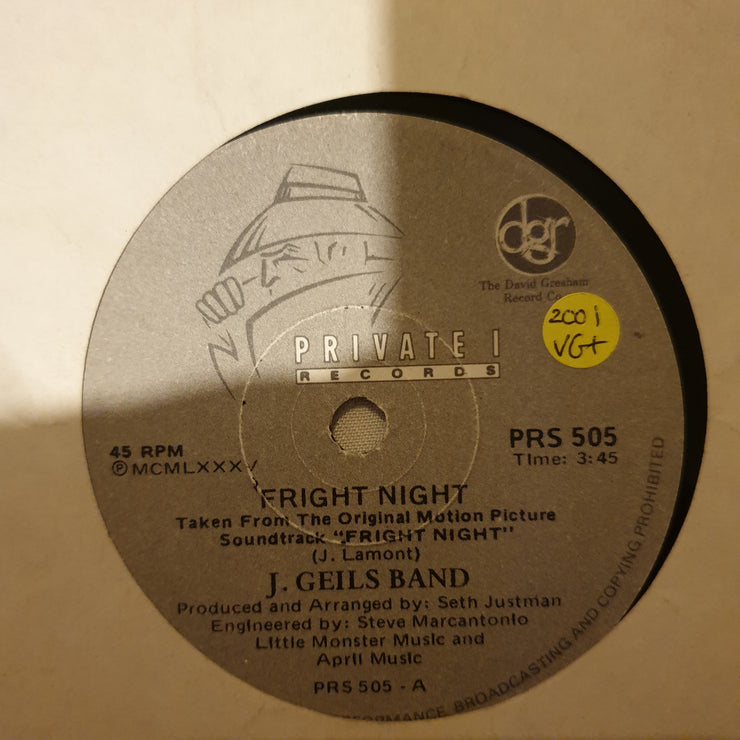 dgr
The David Gresham
Record Co.
2001
VG+
PRIVATE I
RECORDS
PRS 505
Time: 3:45
45 RPM
Ⓟ MCMLXXXV
FRIGHT NIGHT
Taken From The Original Motion Picture
Soundtrack "FRIGHT NIGHT"
(J. Lamont)
J. GEILS BAND
Produced and Arranged by: Seth Justman
Engineered by: Steve Marcantonio
Little Monster Music and
April Music
PRS 505 - A
BROADCASTING AND COPYING PROHIBITED